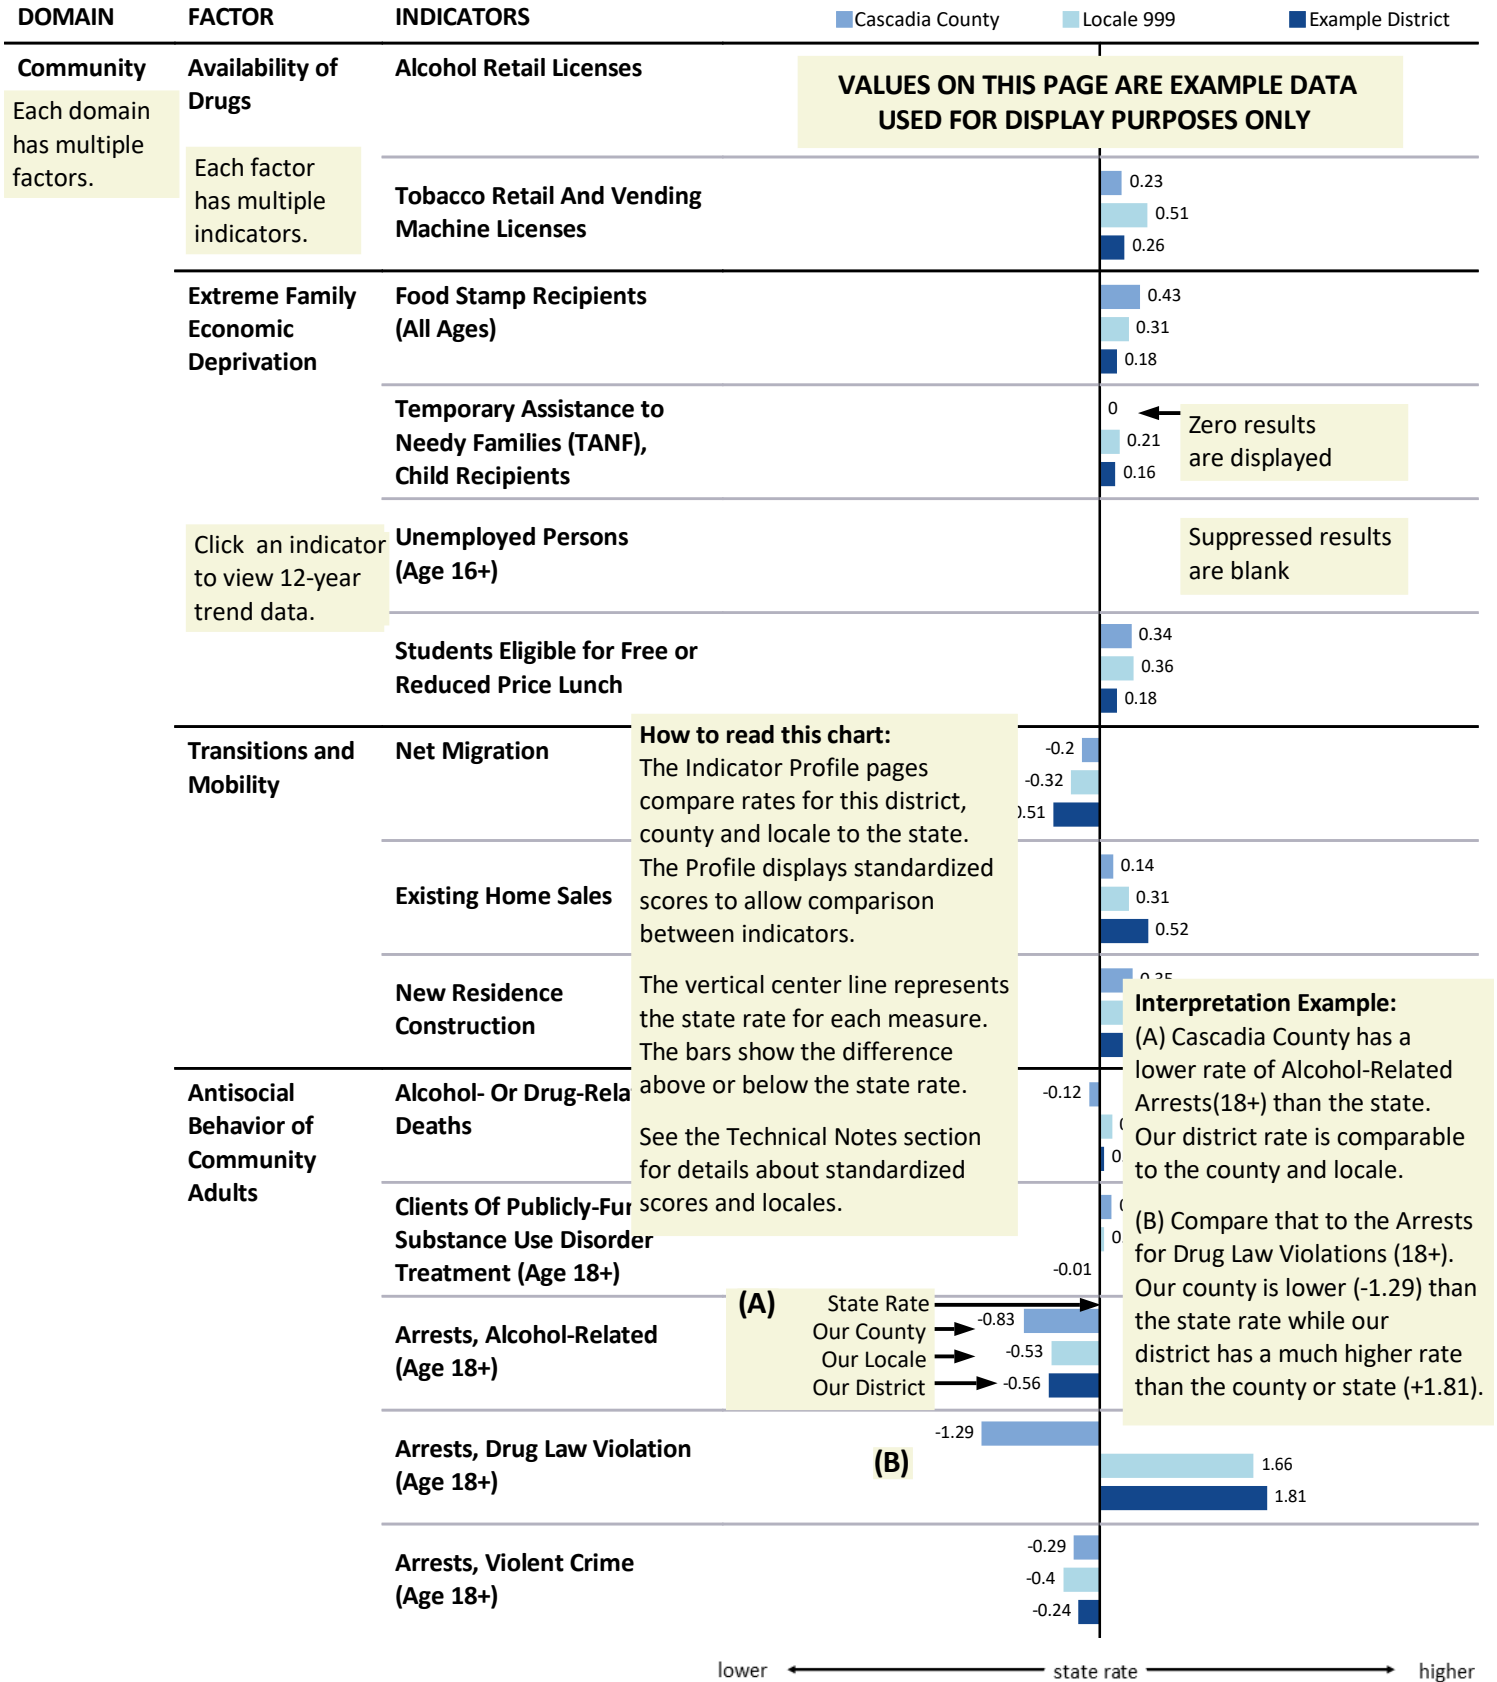 DOMAIN FACTOR INDICATORS Cascadia County Locale 999 Example District
Community
Each domain
has multiple
factors.
Availability of
Drugs
Each factor
has multiple
indicators.
Alcohol Retail Licenses
VALUES ON THIS PAGE ARE EXAMPLE DATA
USED FOR DISPLAY PURPOSES ONLY
Tobacco Retail And Vending
Machine Licenses
0.23
0.51
0.26
Extreme Family
Economic
Deprivation
Food Stamp Recipients
(All Ages)
0.43
0.31
0.18
Temporary Assistance to
Needy Families (TANF),
Child Recipients
0
0.21
0.16
Zero results
are displayed
Click an indicator
to view 12-year
trend data.
Unemployed Persons
(Age 16+)
Suppressed results
are blank
Students Eligible for Free or
Reduced Price Lunch
0.34
0.36
0.18
Transitions and
Mobility
Net Migration
-0.2
-0.32
.51
How to read this chart:
The Indicator Profile pages
compare rates for this district,
county and locale to the state.
The Profile displays standardized
scores to allow comparison
between indicators.
The vertical center line represents
the state rate for each measure.
The bars show the difference
above or below the state rate.
See the Technical Notes section
for details about standardized
scores and locales.
Existing Home Sales
0.14
0.31
0.52
New Residence
Construction
Interpretation Example:
(A) Cascadia County has a
lower rate of Alcohol-Related
Arrests(18+) than the state.
Our district rate is comparable
to the county and locale.
(B) Compare that to the Arrests
for Drug Law Violations (18+).
Our county is lower (-1.29) than
the state rate while our
district has a much higher rate
than the county or state (+1.81).
Antisocial
Behavior of
Community
Adults
Alcohol- Or Drug-Rela
Deaths
-0.12
Clients Of Publicly-Fu
Substance Use Disorder
Treatment (Age 18+)
-0.01
Arrests, Alcohol-Related
(Age 18+)
(A) State Rate
Our County -0.83
Our Locale -0.53
Our District -0.56
Arrests, Drug Law Violation
(Age 18+)
-1.29
(B)
1.66
1.81
Arrests, Violent Crime
(Age 18+)
-0.29
-0.4
-0.24
lower state rate higher